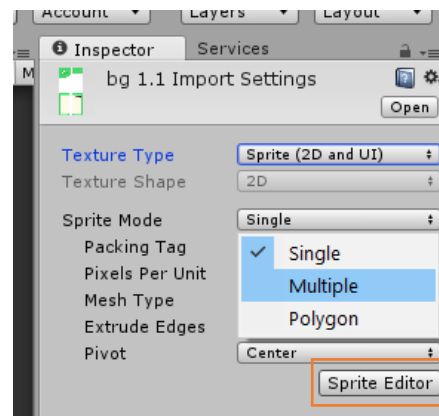 Account Layers Layout
Inspector Services
M
bg 1.1 Import Settings
Open
Texture Type Sprite (2D and UI)
Texture Shape 2D
Sprite Mode Single
Packing Tag Single
Pixels Per Unit Multiple
Mesh Type
Extrude Edges Polygon
Pivot Center
Sprite Editor